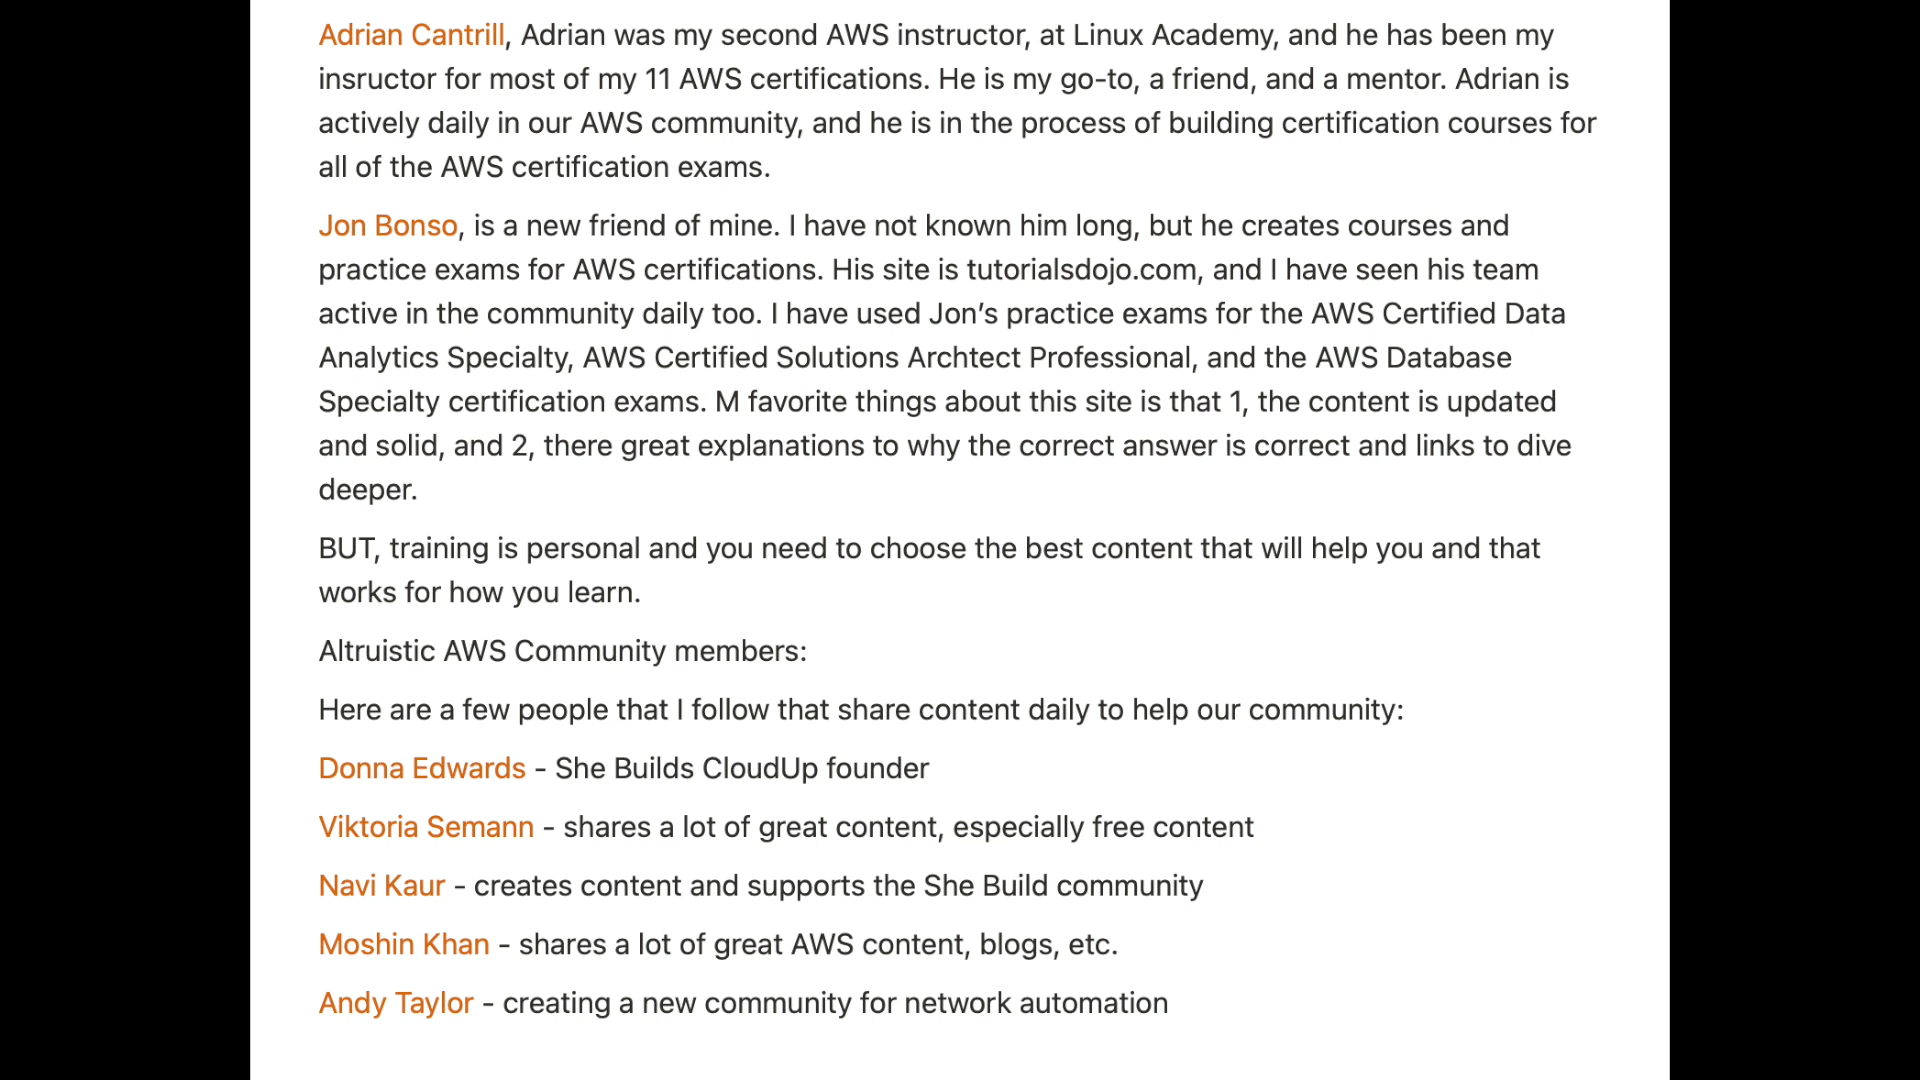 Adrian Cantrill, Adrian was my second AWS instructor, at Linux Academy, and he has been my
insructor for most of my 11 AWS certifications. He is my go-to, a friend, and a mentor. Adrian is
actively daily in our AWS community, and he is in the process of building certification courses for
all of the AWS certification exams.
Jon Bonso, is a new friend of mine. I have not known him long, but he creates courses and
practice exams for AWS certifications. His site is tutorialsdojo.com, and I have seen his team
active in the community daily too. I have used Jon’s practice exams for the AWS Certified Data
Analytics Specialty, AWS Certified Solutions Archtect Professional, and the AWS Database
Specialty certification exams. M favorite things about this site is that 1, the content is updated
and solid, and 2, there great explanations to why the correct answer is correct and links to dive
deeper.
BUT, training is personal and you need to choose the best content that will help you and that
works for how you learn.
Altruistic AWS Community members:
Here are a few people that I follow that share content daily to help our community:
Donna Edwards - She Builds CloudUp founder
Viktoria Semann - shares a lot of great content, especially free content
Navi Kaur - creates content and supports the She Build community
Moshin Khan - shares a lot of great AWS content, blogs, etc.
Andy Taylor - creating a new community for network automation